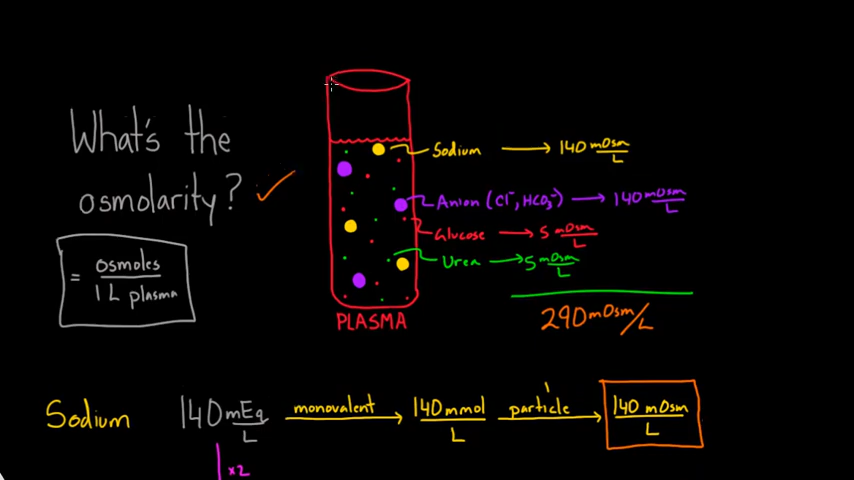 What's the
osmolarity? ✓
= osmoles
1 L plasma
Sodium → 140 mOsm
L
Anion (Cl⁻, HCO₃⁻) → 140 mOsm
L
Glucose → 5 mOsm
L
Urea → 5 mOsm
L
PLASMA
290 mOsm/L
Sodium 140 mEq monovalent 140 mmol 1 particle 140 mOsm
L L L
x2